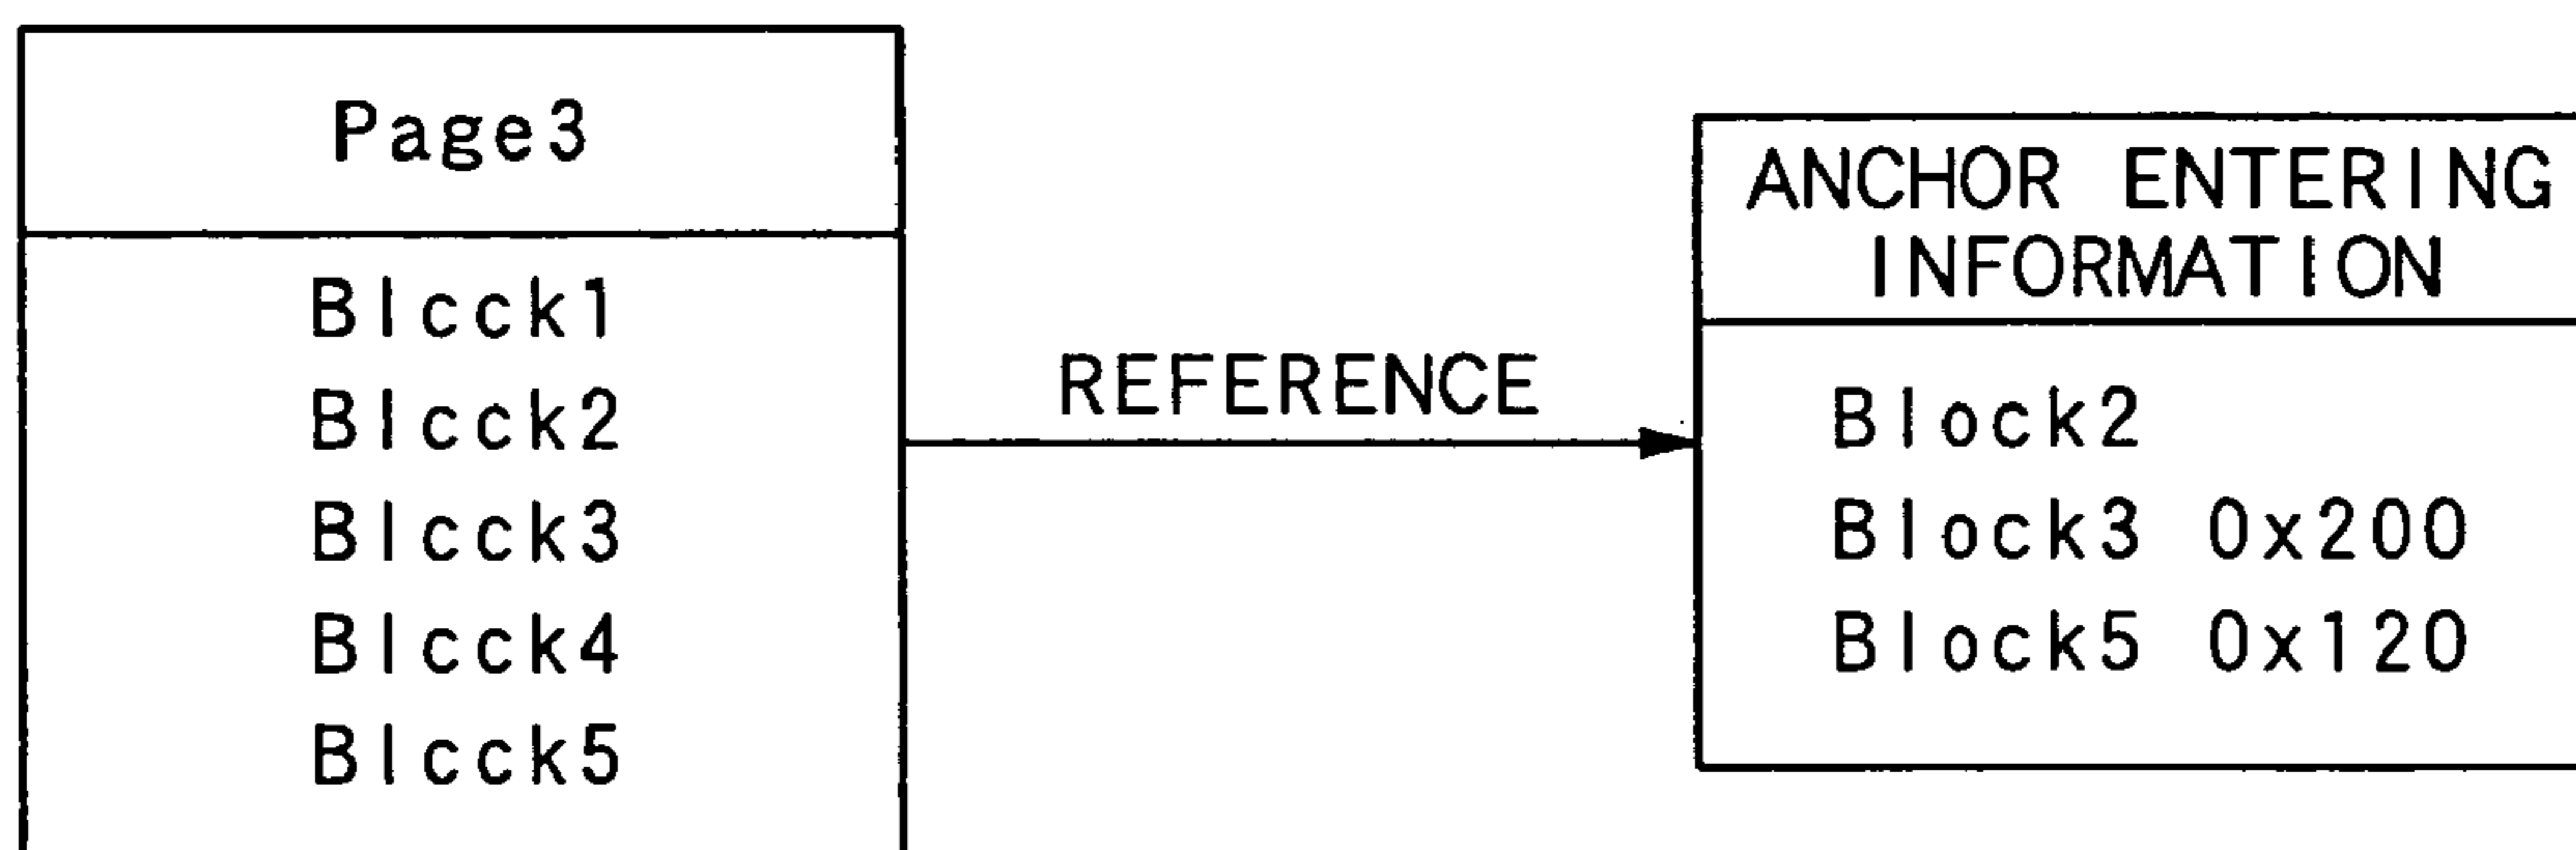 Page3
Blcck1
Blcck2
Blcck3
Blcck4
Blcck5
REFERENCE
ANCHOR ENTERING
INFORMATION
Block2
Block3 0x200
Block5 0x120